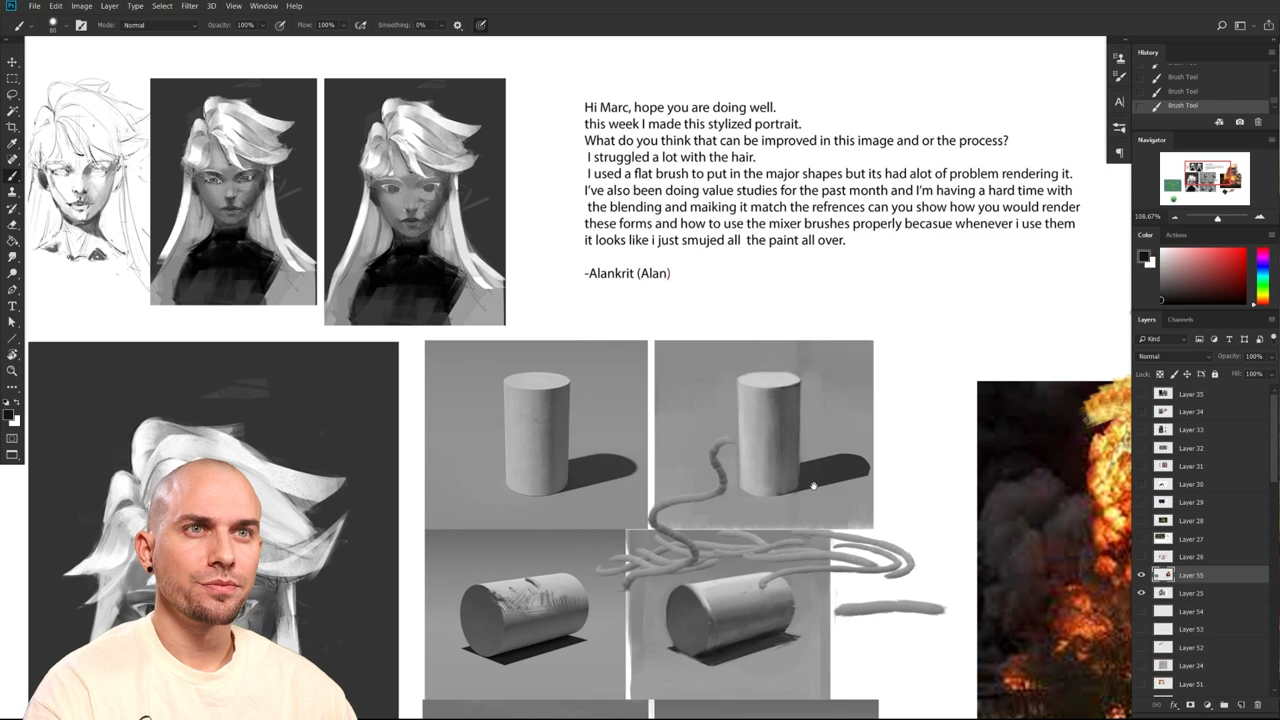 Ps File Edit Image Layer Type Select Filter 3D View Window Help
80 Mode: Normal Opacity: 100% Flow: 100% Smoothing: 0%
Hi Marc, hope you are doing well.
this week I made this stylized portrait.
What do you think that can be improved in this image and or the process?
I struggled a lot with the hair.
I used a flat brush to put in the major shapes but its had alot of problem rendering it.
I've also been doing value studies for the past month and I'm having a hard time with
the blending and maiking it match the refrences can you show how you would render
these forms and how to use the mixer brushes properly becasue whenever i use them
it looks like i just smujed all the paint all over.
-Alankrit (Alan)
History
Brush Tool
Brush Tool
Brush Tool
Navigator
108.67%
Color Actions
Layers Channels
Kind
Normal Opacity: 100%
Lock: Fill: 100%
Layer 35
Layer 34
Layer 33
Layer 32
Layer 31
Layer 30
Layer 29
Layer 28
Layer 27
Layer 26
Layer 55
Layer 25
Layer 54
Layer 53
Layer 52
Layer 24
Layer 51